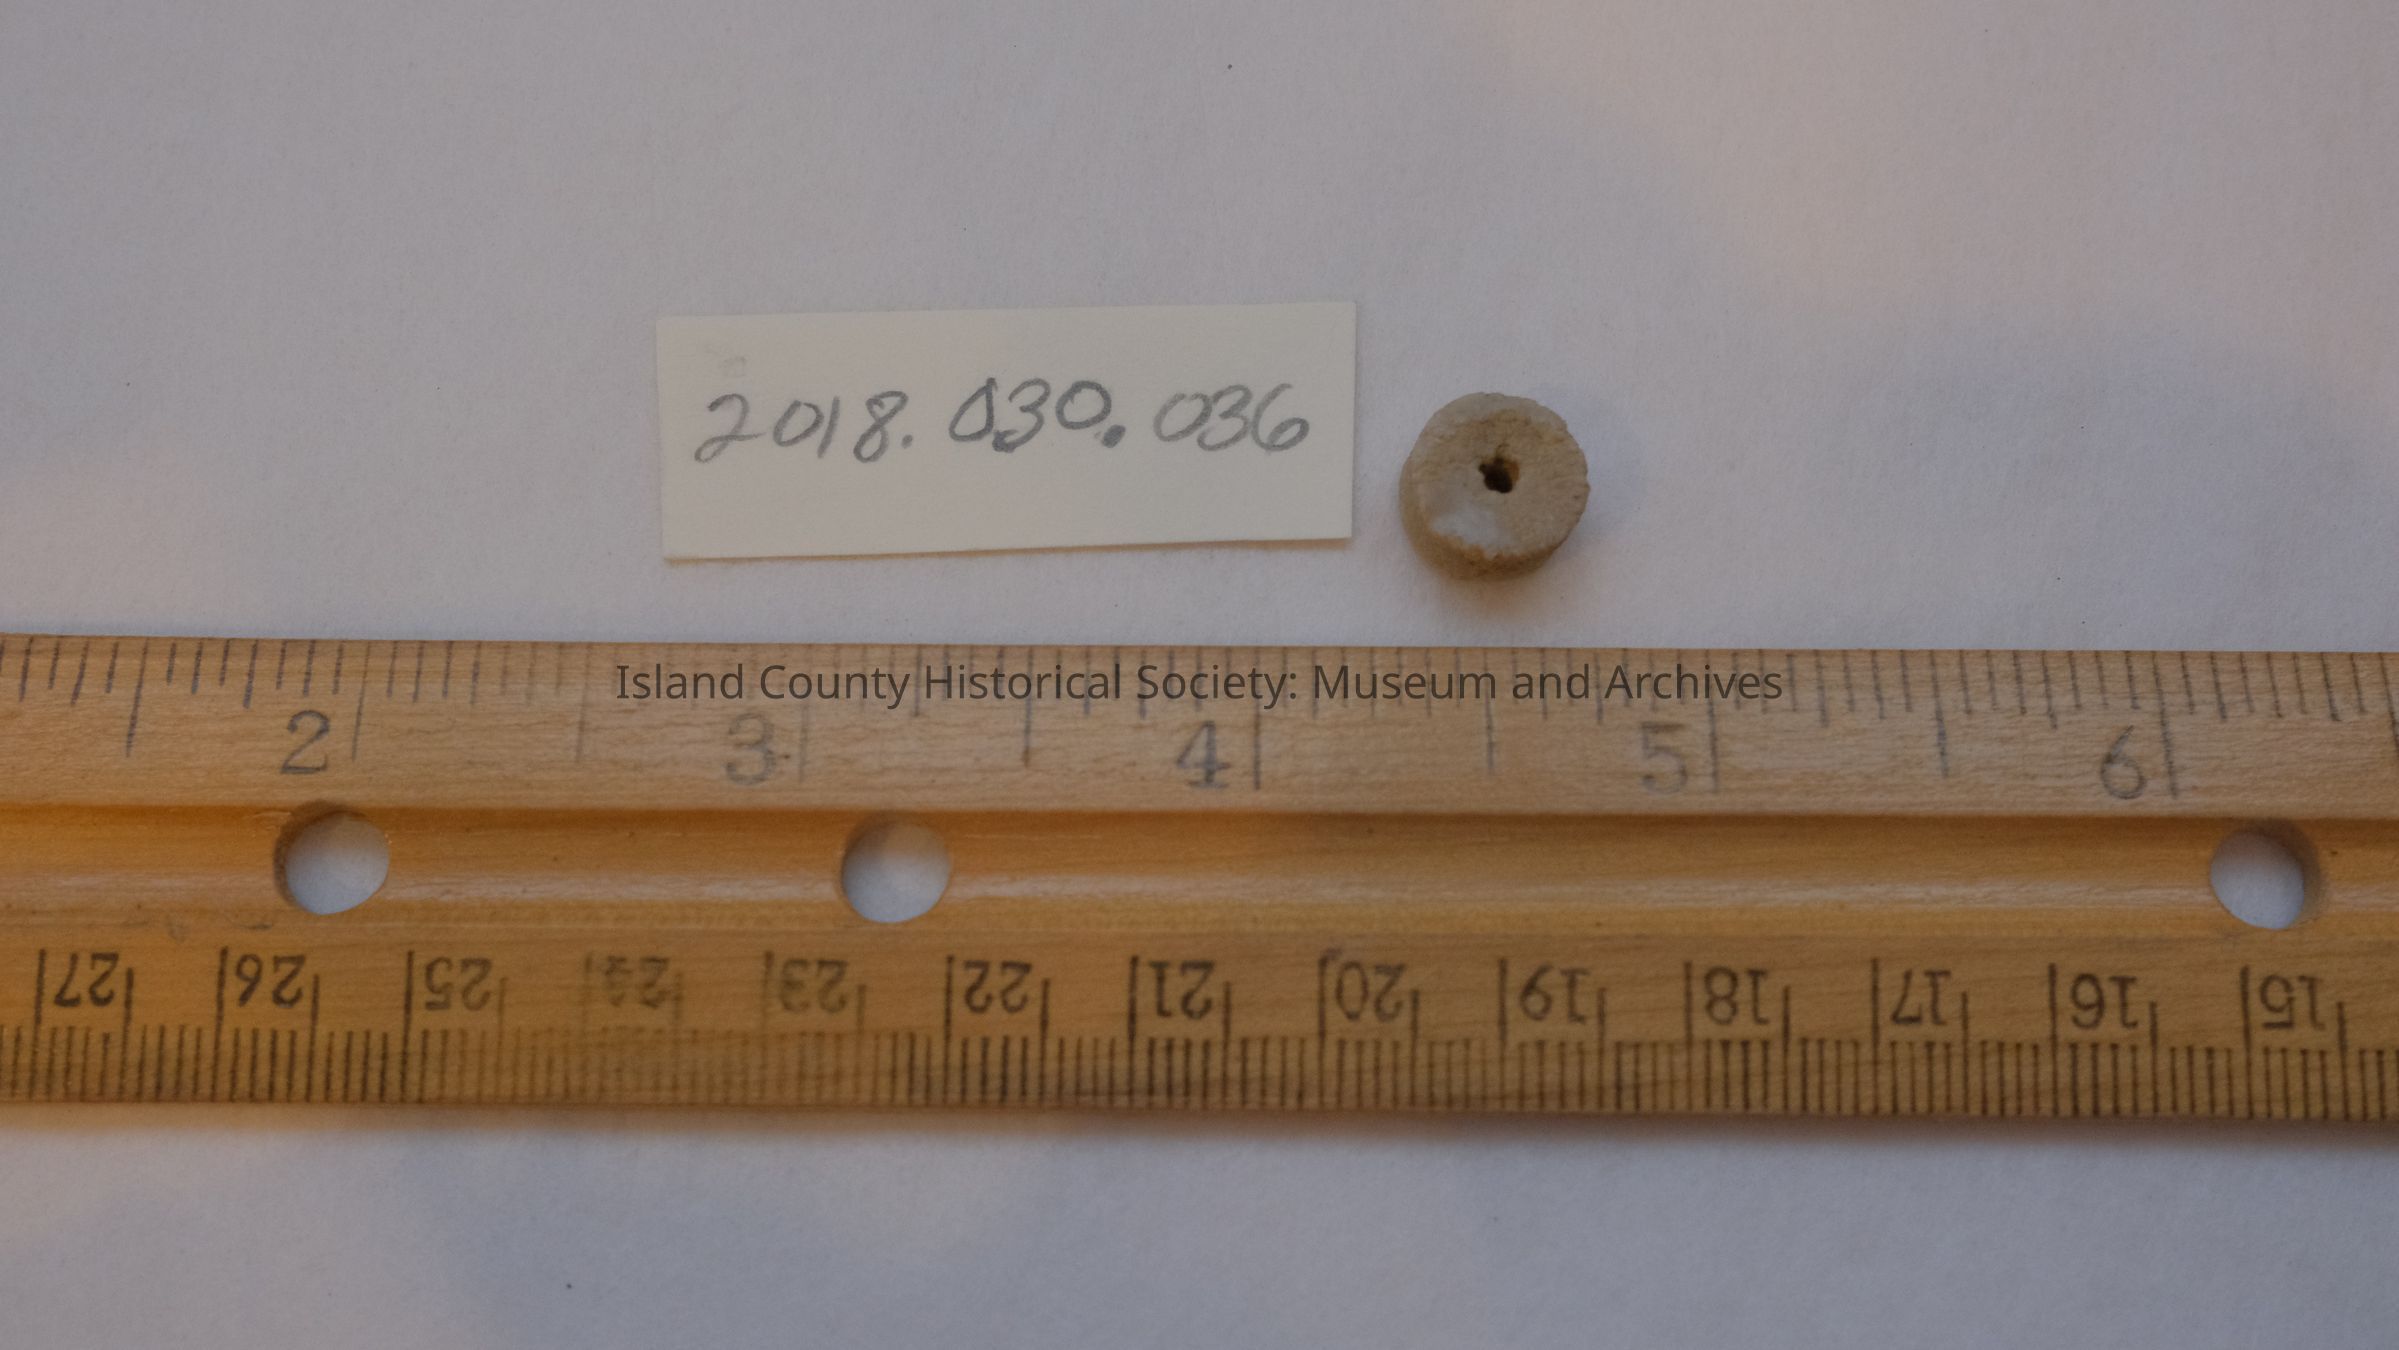 2018.030.036
Island County Historical Society: Museum and Archives
2 3 4 5 6
27 26 25 24 23 22 21 20 19 18 17 16 15